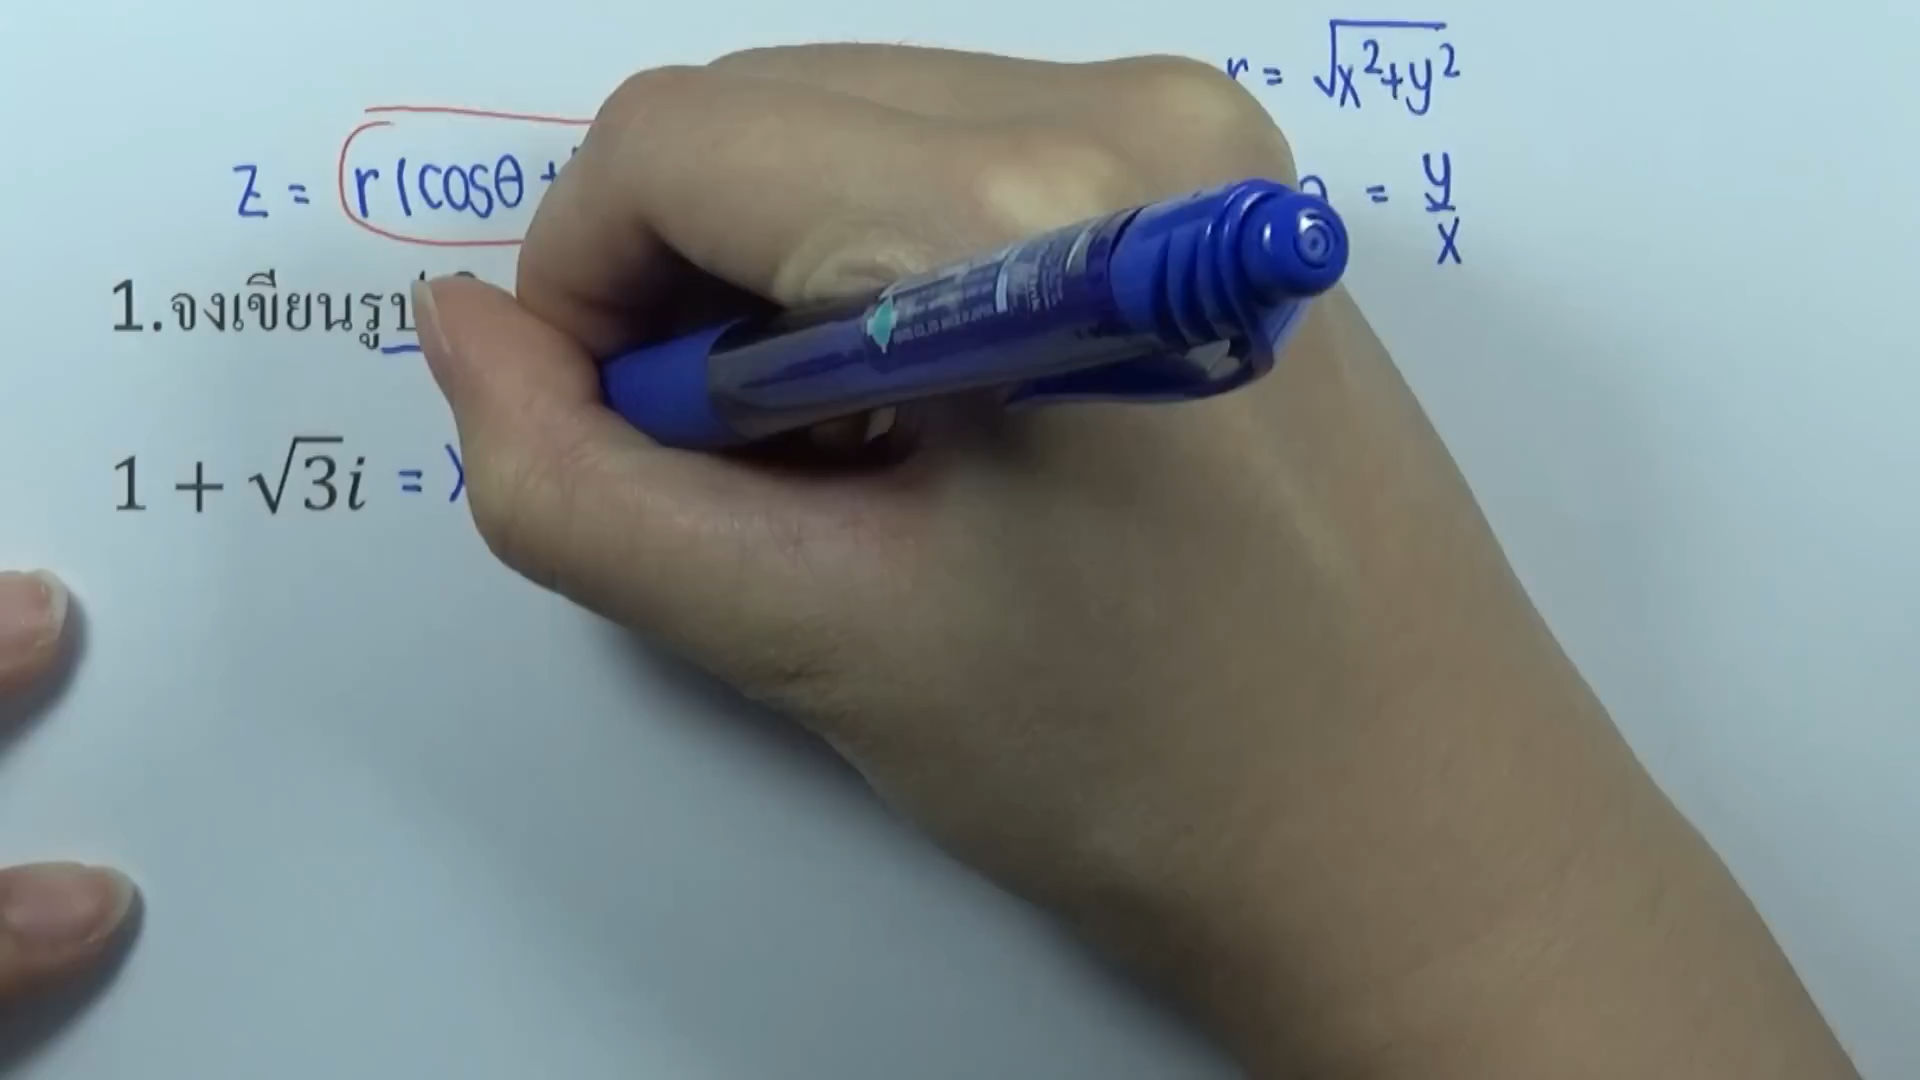 r = √x²+y²
z = r(cosθ +
= y/x
1.จงเขียนรูป
1 + √3i = x